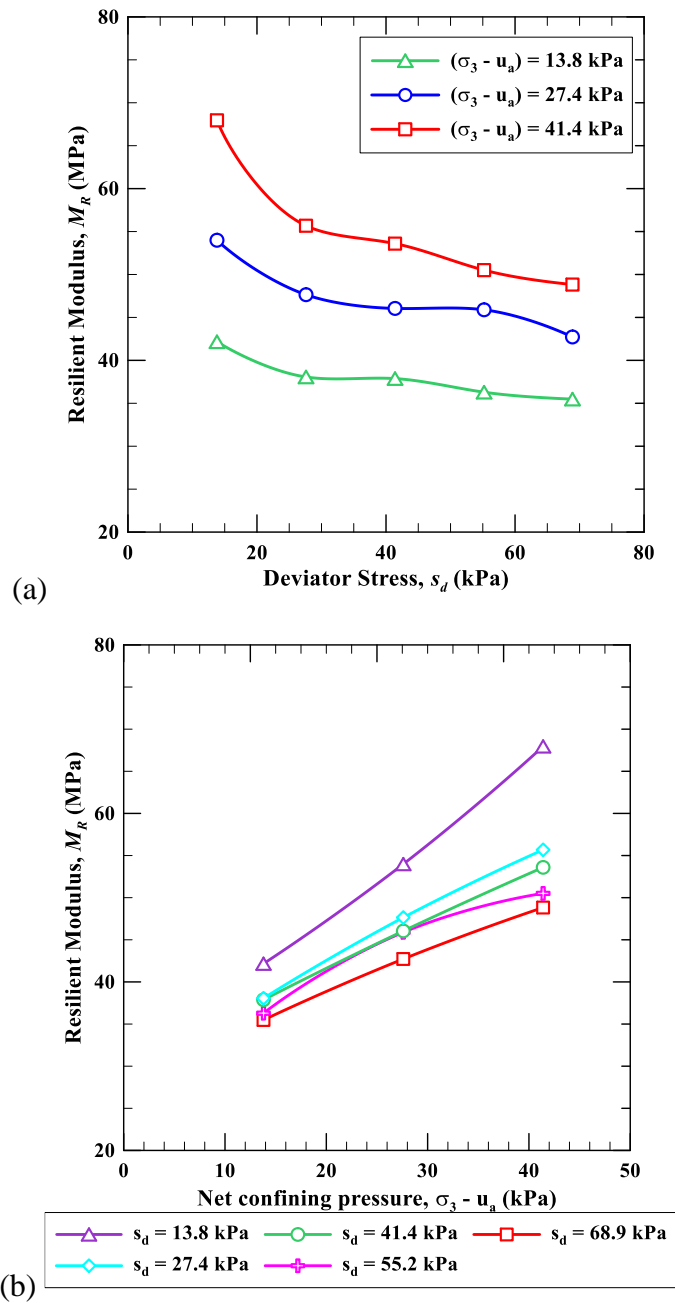 80
(σ3 - ua) = 13.8 kPa
(σ3 - ua) = 27.4 kPa
(σ3 - ua) = 41.4 kPa
60
40
20
Resilient Modulus, MR (MPa)
0 20 40 60 80
Deviator Stress, sd (kPa)
(a)
80
60
40
20
Resilient Modulus, MR (MPa)
0 10 20 30 40 50
Net confining pressure, σ3 - ua (kPa)
sd = 13.8 kPa sd = 41.4 kPa sd = 68.9 kPa
sd = 27.4 kPa sd = 55.2 kPa
(b)